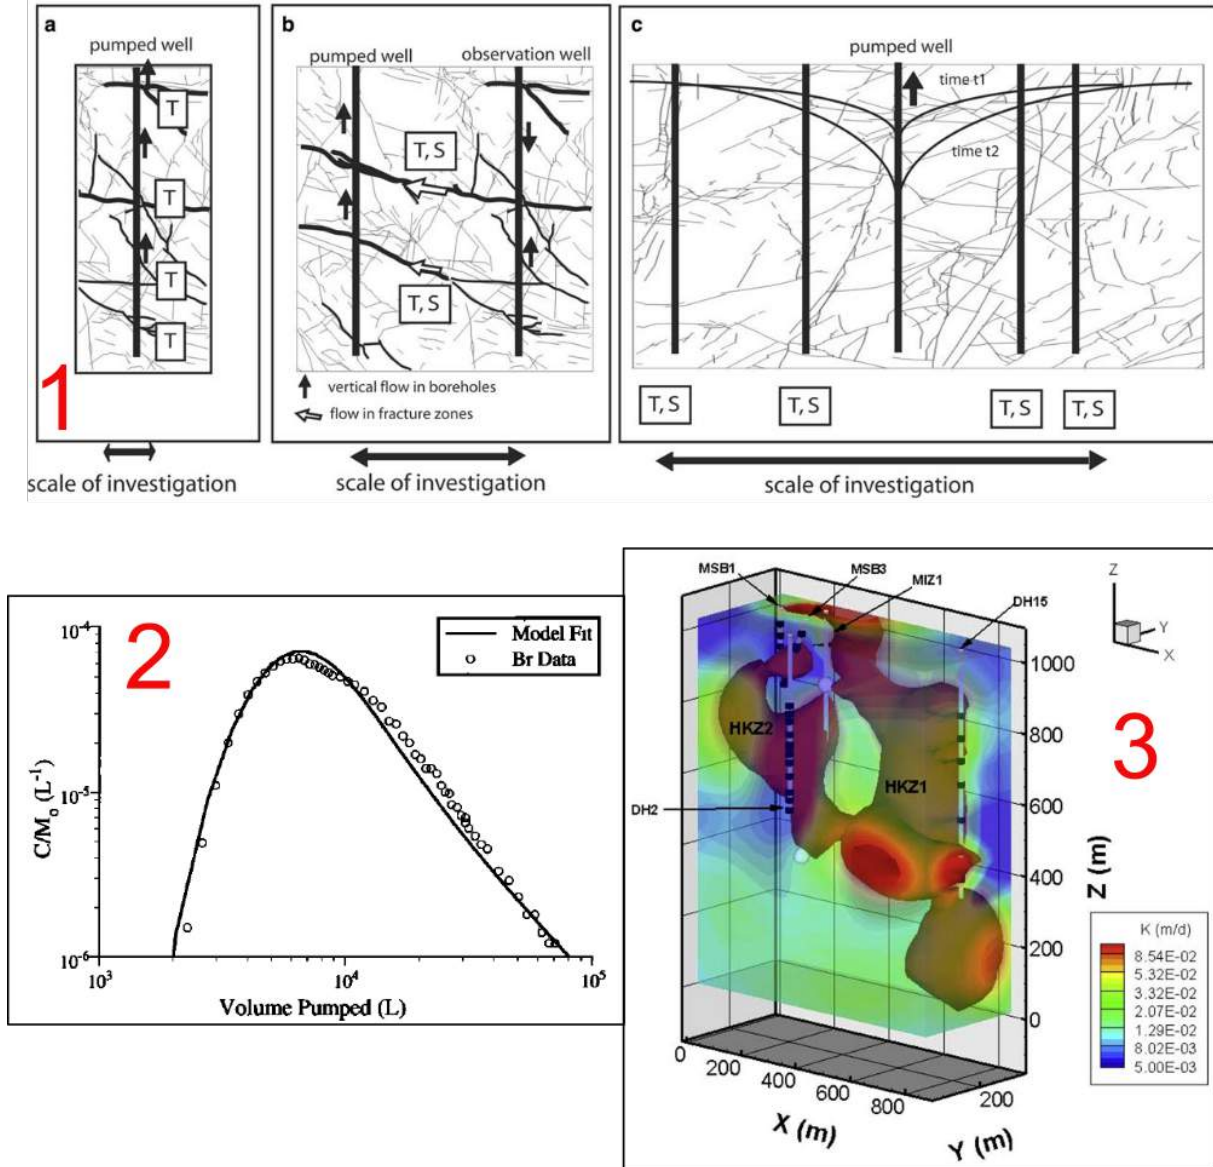 a
pumped well
T
T
T
T
1
scale of investigation
b
pumped well
observation well
T, S
T, S
vertical flow in boreholes
flow in fracture zones
scale of investigation
c
pumped well
time t1
time t2
T, S
T, S
T, S
T, S
scale of investigation
2
Model Fit
Br Data
10⁻⁴
10⁻⁵
10⁻⁶
C/Mₒ (L⁻¹)
10³
10⁴
10⁵
Volume Pumped (L)
3
MSB1
MSB3
MIZ1
DH15
HKZ2
HKZ1
DH2
Z
Y
X
1000
800
600
400
200
0
Z (m)
0
200
400
600
800
X (m)
200
Y (m)
K (m/d)
8.54E-02
5.32E-02
3.32E-02
2.07E-02
1.29E-02
8.02E-03
5.00E-03